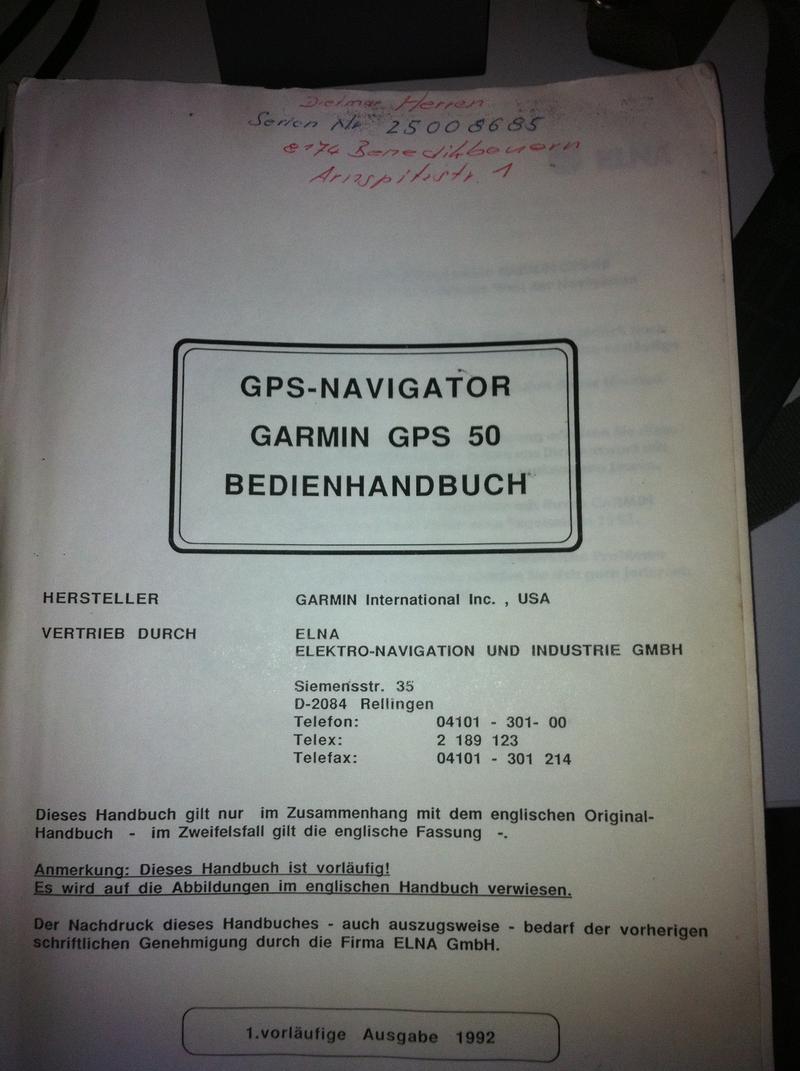 Dietmar Herren
Serien Nr. 25008685
8174 Benediktbeuern
Arnspitzstr. 1
GPS-NAVIGATOR
GARMIN GPS 50
BEDIENHANDBUCH
HERSTELLER GARMIN International Inc. , USA
VERTRIEB DURCH ELNA
ELEKTRO-NAVIGATION UND INDUSTRIE GMBH
Siemensstr. 35
D-2084 Rellingen
Telefon: 04101 - 301- 00
Telex: 2 189 123
Telefax: 04101 - 301 214
Dieses Handbuch gilt nur im Zusammenhang mit dem englischen Original-
Handbuch - im Zweifelsfall gilt die englische Fassung -.
Anmerkung: Dieses Handbuch ist vorläufig!
Es wird auf die Abbildungen im englischen Handbuch verwiesen.
Der Nachdruck dieses Handbuches - auch auszugsweise - bedarf der vorherigen
schriftlichen Genehmigung durch die Firma ELNA GmbH.
1.vorläufige Ausgabe 1992